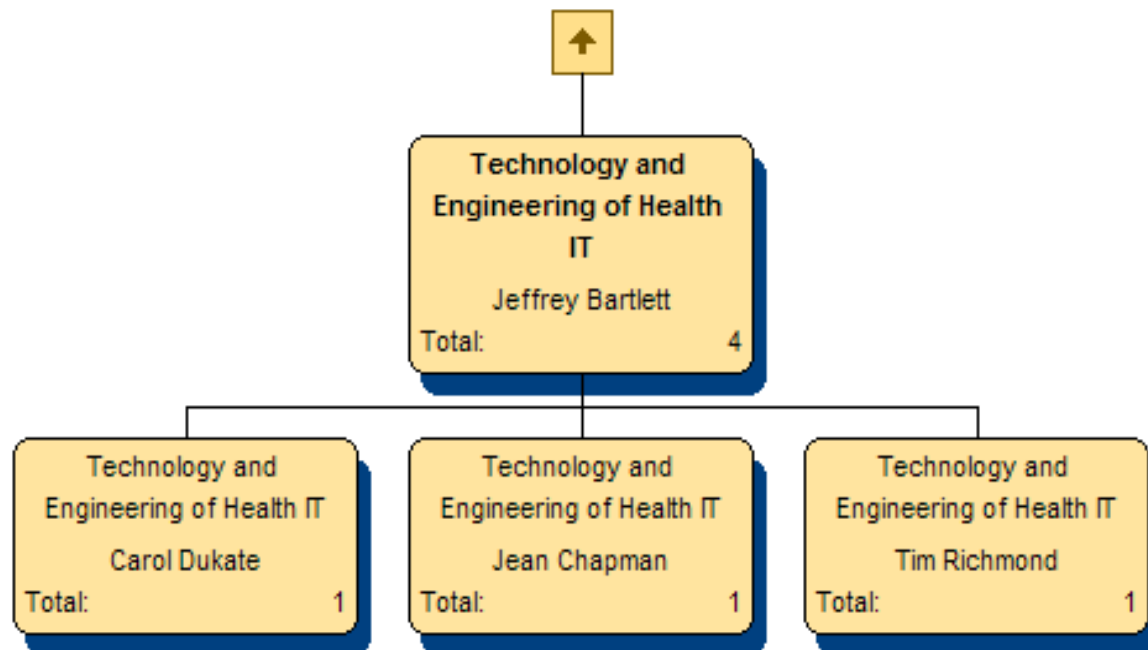 Technology and
Engineering of Health
IT
Jeffrey Bartlett
Total: 4
Technology and
Engineering of Health IT
Carol Dukate
Total: 1
Technology and
Engineering of Health IT
Jean Chapman
Total: 1
Technology and
Engineering of Health IT
Tim Richmond
Total: 1